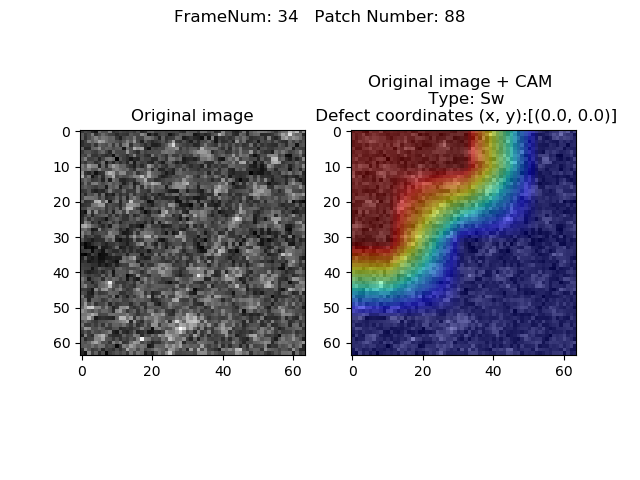 FrameNum: 34   Patch Number: 88
Original image
0
10
20
30
40
50
60
0 20 40 60
Original image + CAM
Type: Sw
Defect coordinates (x, y):[(0.0, 0.0)]
0
10
20
30
40
50
60
0 20 40 60